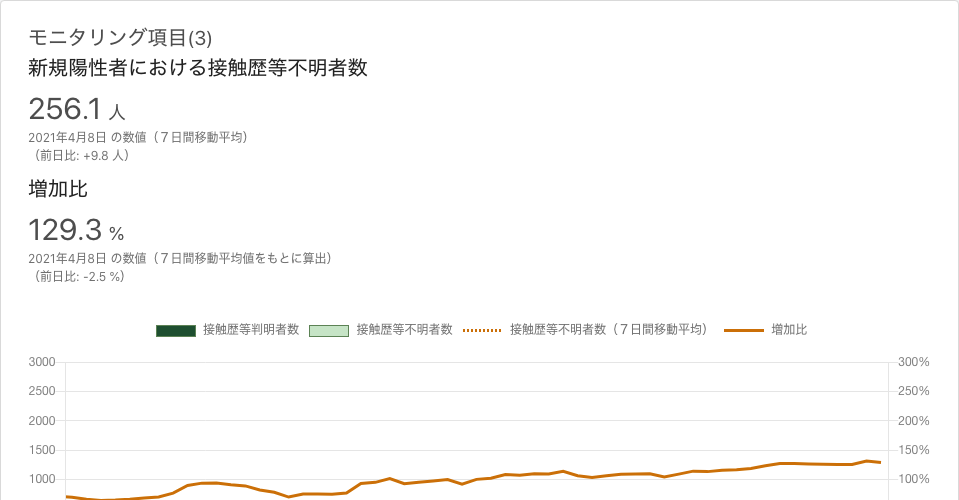 モニタリング項目(3)
新規陽性者における接触歴等不明者数
256.1 人
2021年4月8日 の数値（７日間移動平均）
（前日比: +9.8 人）
増加比
129.3 %
2021年4月8日 の数値（７日間移動平均値をもとに算出）
（前日比: -2.5 %）
接触歴等判明者数 接触歴等不明者数 接触歴等不明者数（７日間移動平均） 増加比
3000 300%
2500 250%
2000 200%
1500 150%
1000 100%